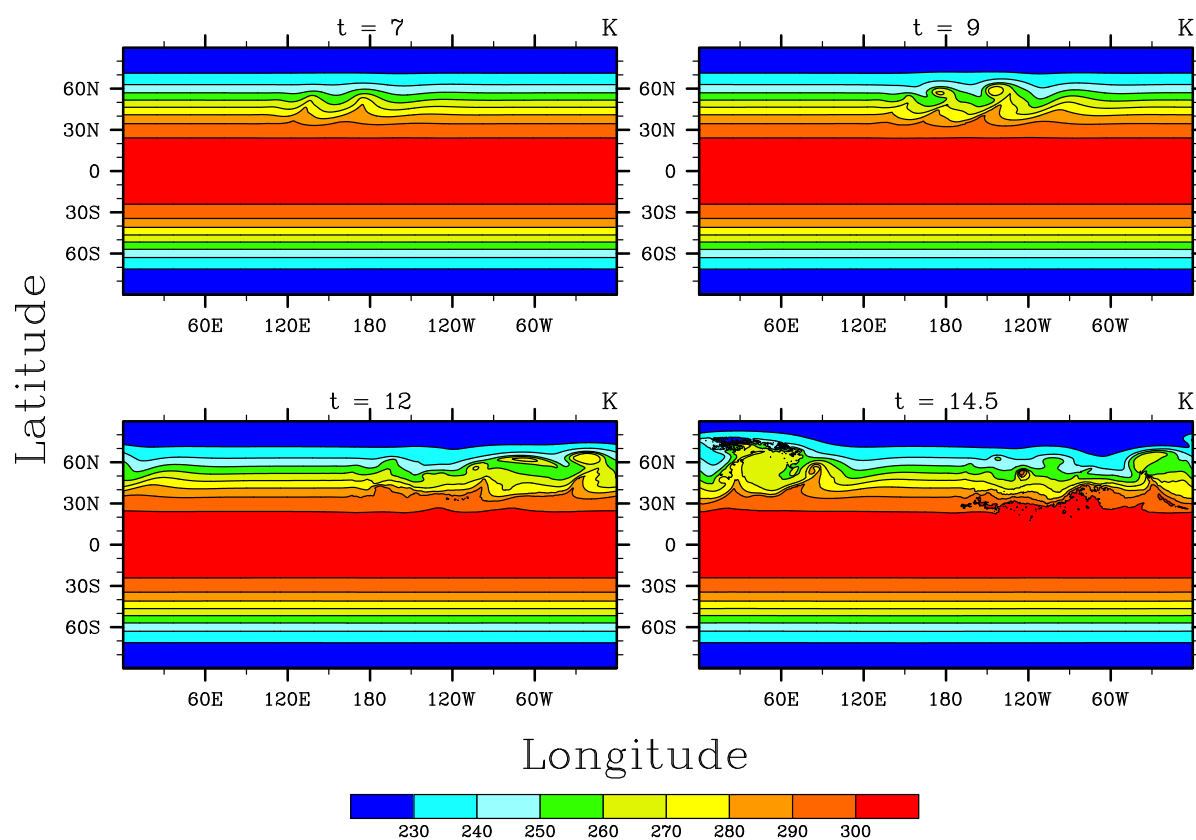 t = 7 K
t = 9 K
60N
30N
0
30S
60S
60N
30N
0
30S
60S
60E 120E 180 120W 60W
60E 120E 180 120W 60W
Latitude
t = 12 K
t = 14.5 K
60N
30N
0
30S
60S
60N
30N
0
30S
60S
60E 120E 180 120W 60W
60E 120E 180 120W 60W
Longitude
230 240 250 260 270 280 290 300